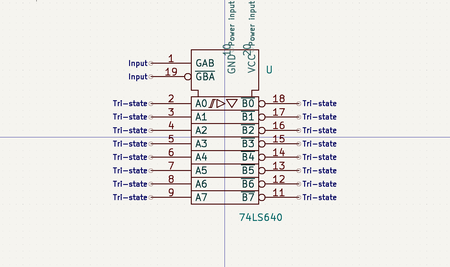 Power Input Power Input
10 20
GND VCC
Input 1 GAB
Input 19 GBA
U
Tri-state 2 A0 B0 18 Tri-state
Tri-state 3 A1 B1 17 Tri-state
Tri-state 4 A2 B2 16 Tri-state
Tri-state 5 A3 B3 15 Tri-state
Tri-state 6 A4 B4 14 Tri-state
Tri-state 7 A5 B5 13 Tri-state
Tri-state 8 A6 B6 12 Tri-state
Tri-state 9 A7 B7 11 Tri-state
74LS640